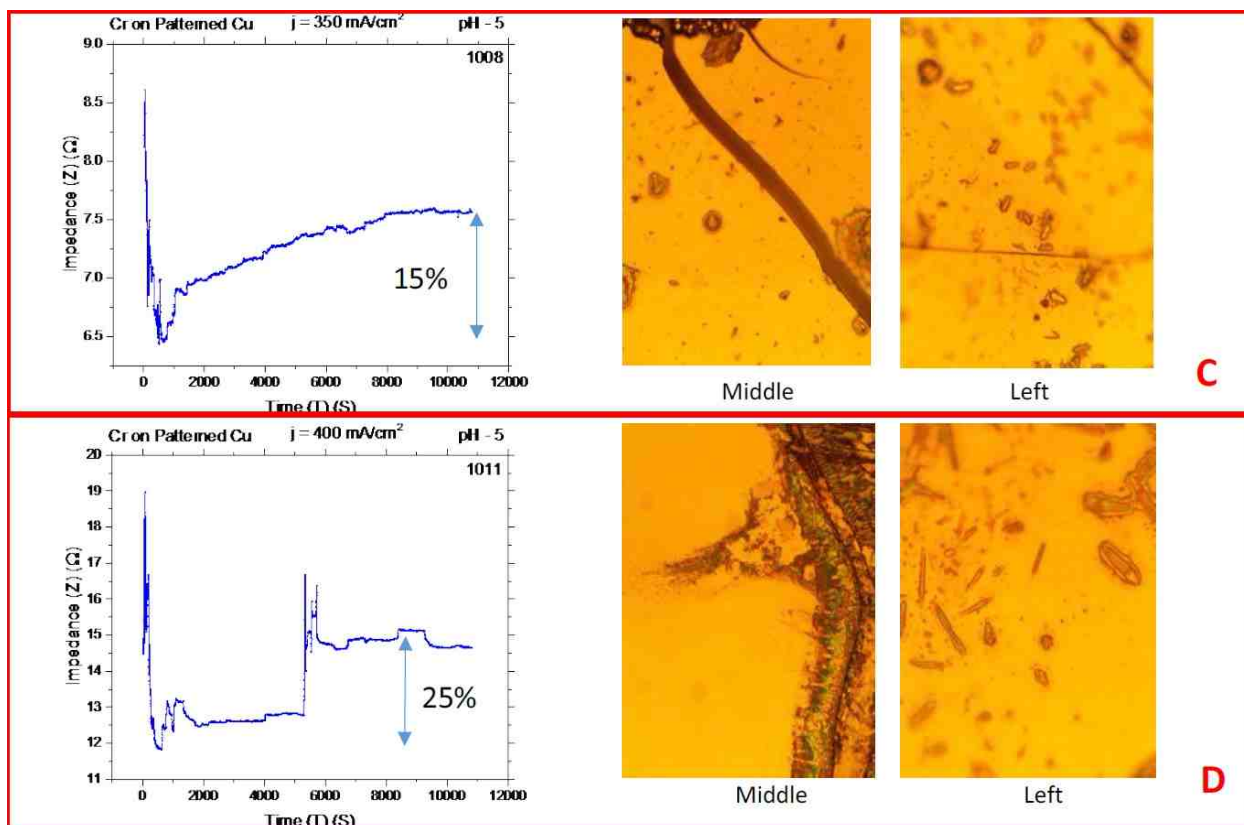 Cr on Patterned Cu j = 350 mA/cm² pH - 5
1008
Impedance (Z) (Ω)
9.0
8.5
8.0
7.5
7.0
6.5
15%
0 2000 4000 6000 8000 10000 12000
Time (T) (S)
Middle
Left
C
Cr on Patterned Cu j = 400 mA/cm² pH - 5
1011
Impedance (Z) (Ω)
20
19
18
17
16
15
14
13
12
11
25%
0 2000 4000 6000 8000 10000 12000
Time (T) (S)
Middle
Left
D